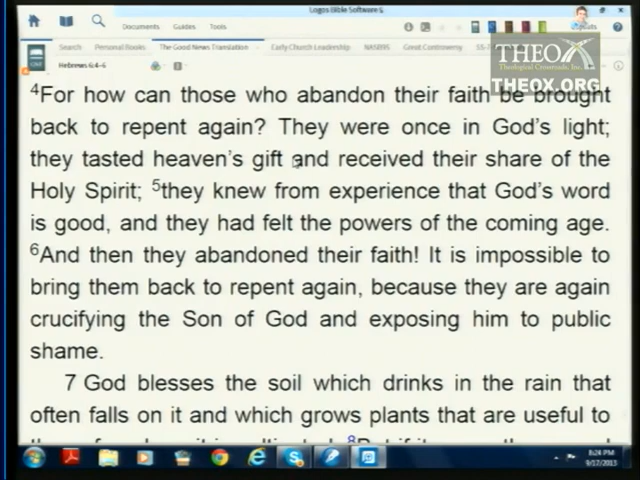 Logos Bible Software 5
Documents Guides Tools
Search Personal Books The Good News Translation Early Church Leadership NASB95 Great Controversy
Hebrews 6:4-6
THEOX
Theological Crossroads, Inc.
THEOX.ORG
4For how can those who abandon their faith be brought
back to repent again? They were once in God's light;
they tasted heaven's gift and received their share of the
Holy Spirit; 5they knew from experience that God's word
is good, and they had felt the powers of the coming age.
6And then they abandoned their faith! It is impossible to
bring them back to repent again, because they are again
crucifying the Son of God and exposing him to public
shame.
7 God blesses the soil which drinks in the rain that
often falls on it and which grows plants that are useful to
8:24 PM
9/17/2013